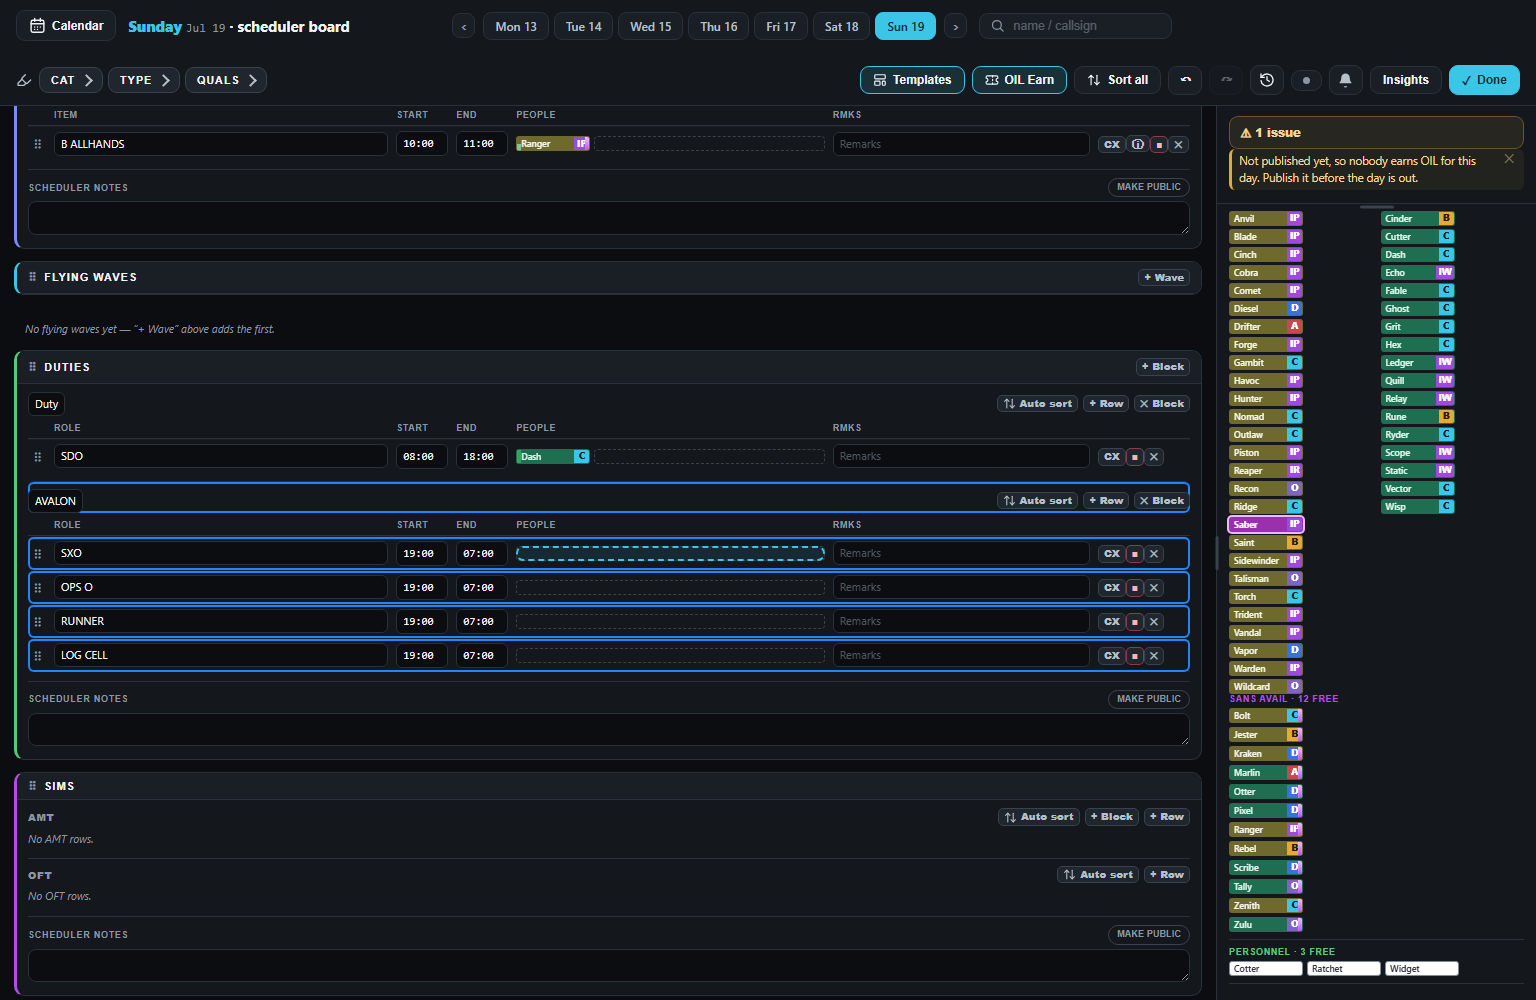 Calendar
Sunday Jul 19 · scheduler board
Mon 13
Tue 14
Wed 15
Thu 16
Fri 17
Sat 18
Sun 19
name / callsign
CAT
TYPE
QUALS
Templates
OIL Earn
Sort all
Insights
✓ Done
ITEM START END PEOPLE RMKS
B ALLHANDS 10:00 11:00 Ranger IP Remarks CX
SCHEDULER NOTES MAKE PUBLIC
FLYING WAVES + Wave
No flying waves yet — "+ Wave" above adds the first.
DUTIES + Block
Duty Auto sort + Row × Block
ROLE START END PEOPLE RMKS
SDO 08:00 18:00 Dash C Remarks CX
AVALON Auto sort + Row × Block
ROLE START END PEOPLE RMKS
SXO 19:00 07:00 Remarks CX
OPS O 19:00 07:00 Remarks CX
RUNNER 19:00 07:00 Remarks CX
LOG CELL 19:00 07:00 Remarks CX
SCHEDULER NOTES MAKE PUBLIC
SIMS
AMT Auto sort + Block + Row
No AMT rows.
OFT Auto sort + Row
No OFT rows.
SCHEDULER NOTES MAKE PUBLIC
⚠ 1 issue
Not published yet, so nobody earns OIL for this
day. Publish it before the day is out.
Anvil IP
Blade IP
Cinch IP
Cobra IP
Comet IP
Diesel D
Drifter A
Forge IP
Gambit C
Havoc IP
Hunter IP
Nomad C
Outlaw C
Piston IP
Reaper IR
Recon O
Ridge C
Saber IP
Saint B
Sidewinder IP
Talisman O
Torch C
Trident IP
Vandal IP
Vapor D
Warden IP
Wildcard O
Cinder B
Cutter C
Dash C
Echo IW
Fable C
Ghost C
Grit C
Hex C
Ledger IW
Quill IW
Relay IW
Rune B
Ryder C
Scope IW
Static IW
Vector C
Wisp C
SANS AVAIL · 12 FREE
Bolt C
Jester B
Kraken D
Marlin A
Otter D
Pixel D
Ranger IP
Rebel B
Scribe D
Tally O
Zenith C
Zulu O
PERSONNEL · 3 FREE
Cotter Ratchet Widget